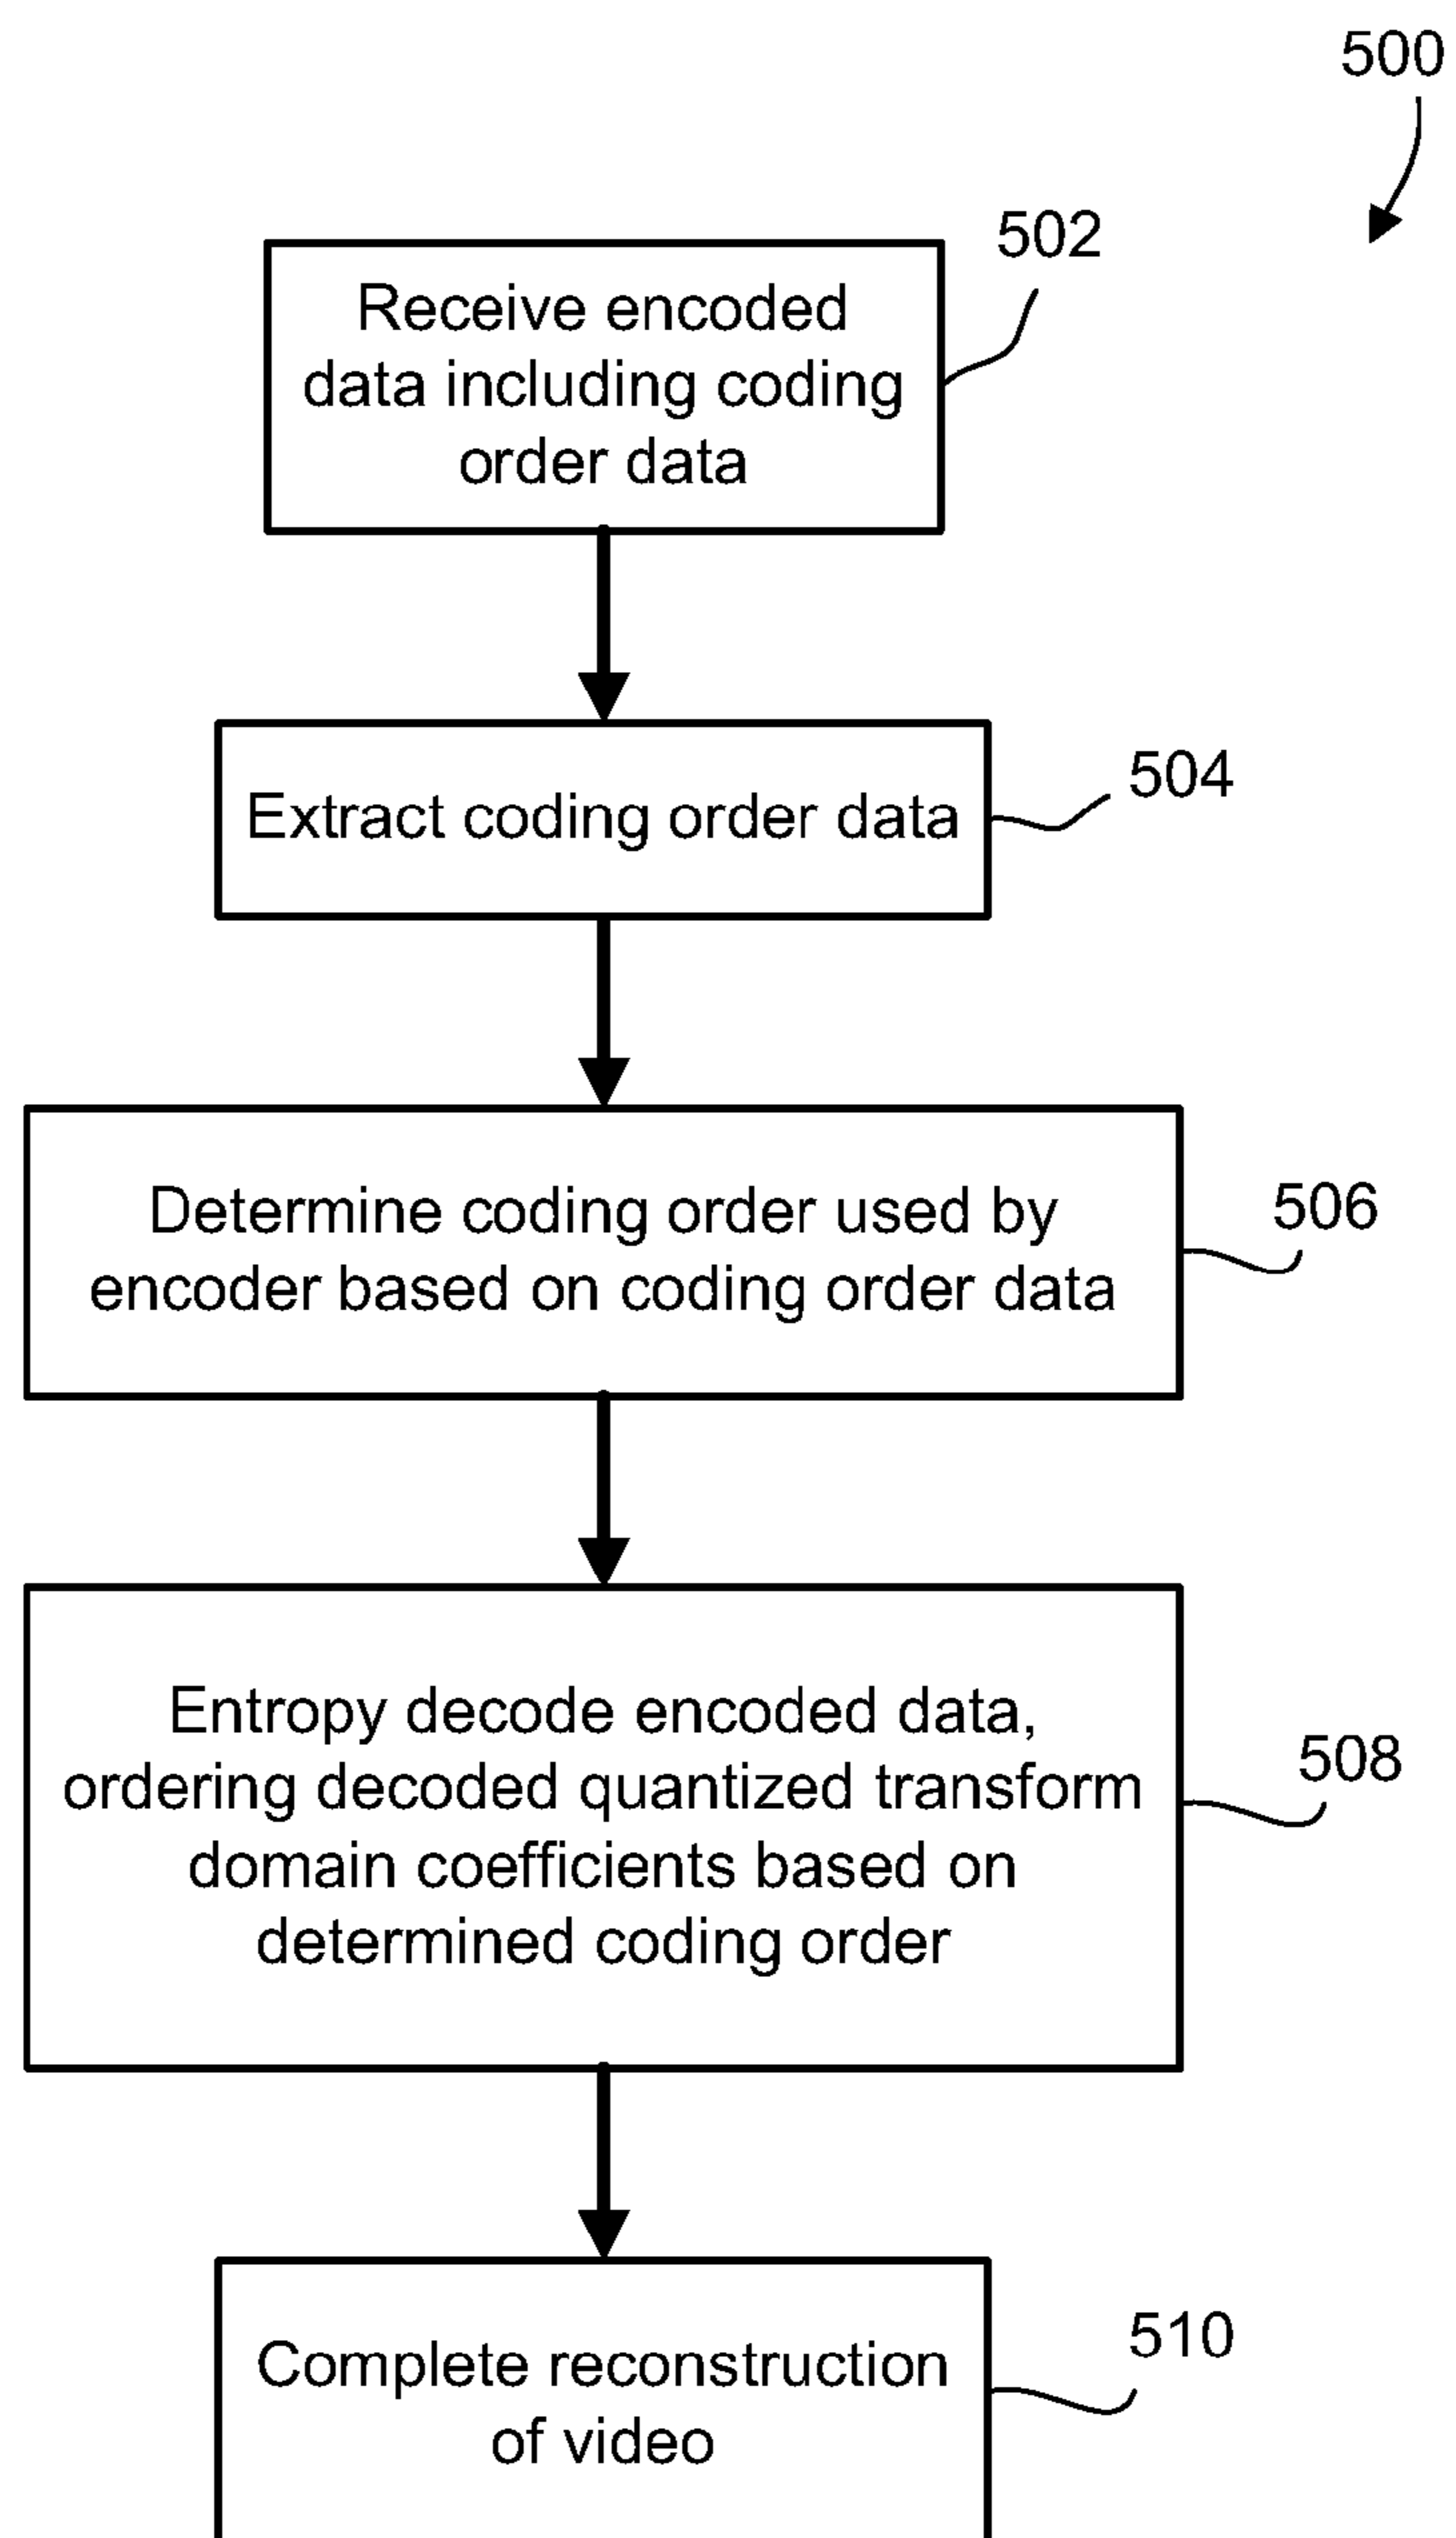 500
502
Receive encoded
data including coding
order data
504
Extract coding order data
506
Determine coding order used by
encoder based on coding order data
508
Entropy decode encoded data,
ordering decoded quantized transform
domain coefficients based on
determined coding order
510
Complete reconstruction
of video